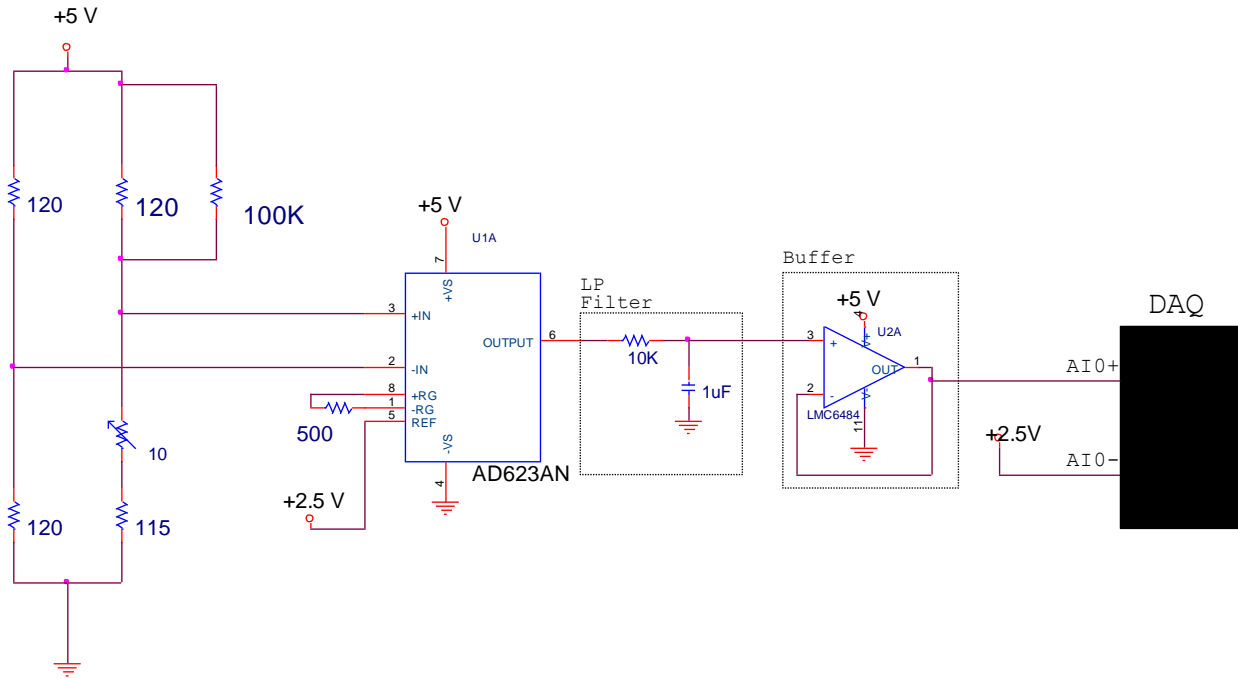 +5 V
120
120
100K
10
120
115
+5 V
U1A
7
+VS
3
+IN
2
-IN
8
+RG
1
-RG
5
REF
OUTPUT
6
-VS
4
AD623AN
500
+2.5 V
LP
Filter
10K
1uF
Buffer
+5 V
4
V+
U2A
3
+
OUT
1
2
-
V-
LMC6484
11
DAQ
AI0+
+2.5V
AI0-